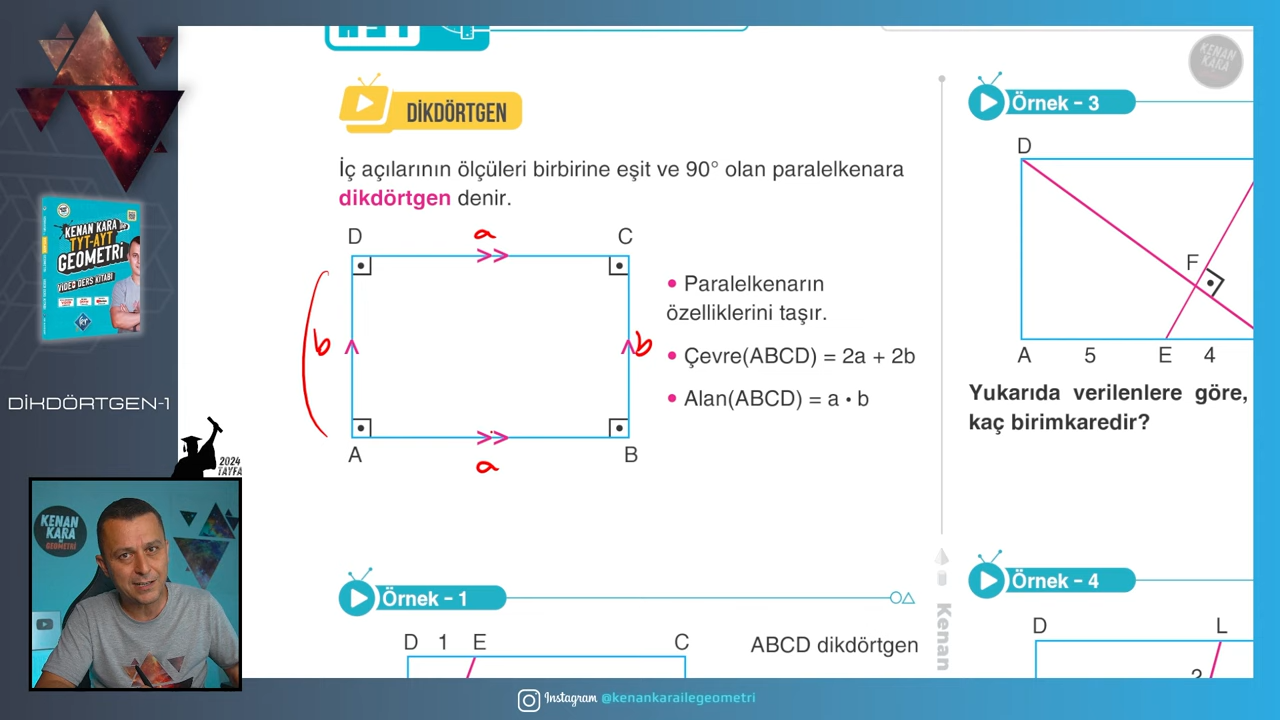 KENAN KARA
TYT-AYT
GEOMETRİ
VİDEO DERS KİTABI
DİKDÖRTGEN-1
2024
TAYFA
KENAN
KARA
GEOMETRİ
DİKDÖRTGEN
İç açılarının ölçüleri birbirine eşit ve 90° olan paralelkenara
dikdörtgen denir.
D a C
b b
A a B
• Paralelkenarın
özelliklerini taşır.
• Çevre(ABCD) = 2a + 2b
• Alan(ABCD) = a · b
Örnek - 1
D 1 E C
ABCD dikdörtgen
Kenan
KENAN
KARA
Örnek - 3
D
F
A 5 E 4
Yukarıda verilenlere göre,
kaç birimkaredir?
Örnek - 4
D L
2
Instagram @kenankarailegeometri